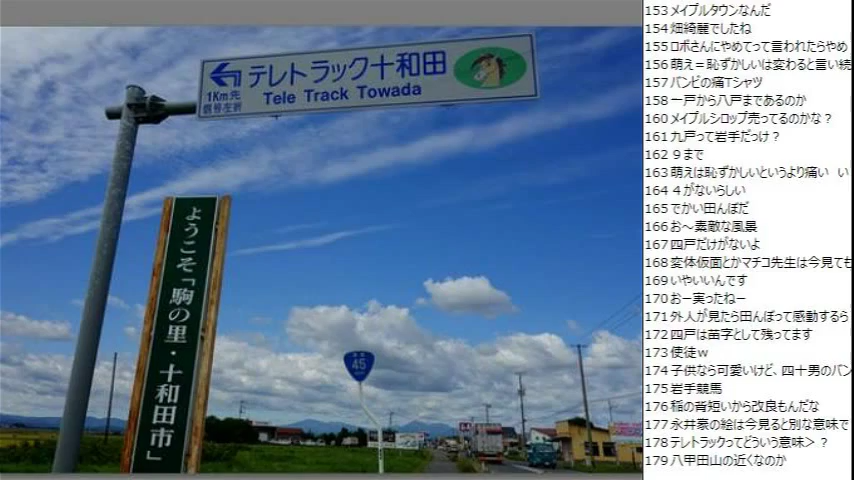 テレトラック十和田
1Km先
Tele Track Towada
ようこそ「駒の里・十和田市」
45
153 メイプルタウンなんだ
154 畑綺麗でしたね
155 ロボさんにやめてって言われたらやめ
156 萌え＝恥ずかしいは変わると言い続
157 バンビの痛Tシャツ
158 一戸から八戸まであるのか
160 メイプルシロップ売ってるのかな？
161 九戸って岩手だっけ？
162 ９まで
163 萌えは恥ずかしいというより痛い い
164 ４がないらしい
165 でかい田んぼだ
166 お～素敵な風景
167 四戸だけがないよ
168 変体仮面とかマチコ先生は今見ても
169 いやいいんです
170 おー実ったねー
171 外人が見たら田んぼって感動するら
172 四戸は苗字として残ってます
173 使徒ｗ
174 子供なら可愛いけど、四十男のバン
175 岩手競馬
176 稲の背短いから改良もんだな
177 永井豪の絵は今見ると別な意味で
178 テレトラックってどういう意味＞？
179 八甲田山の近くなのか